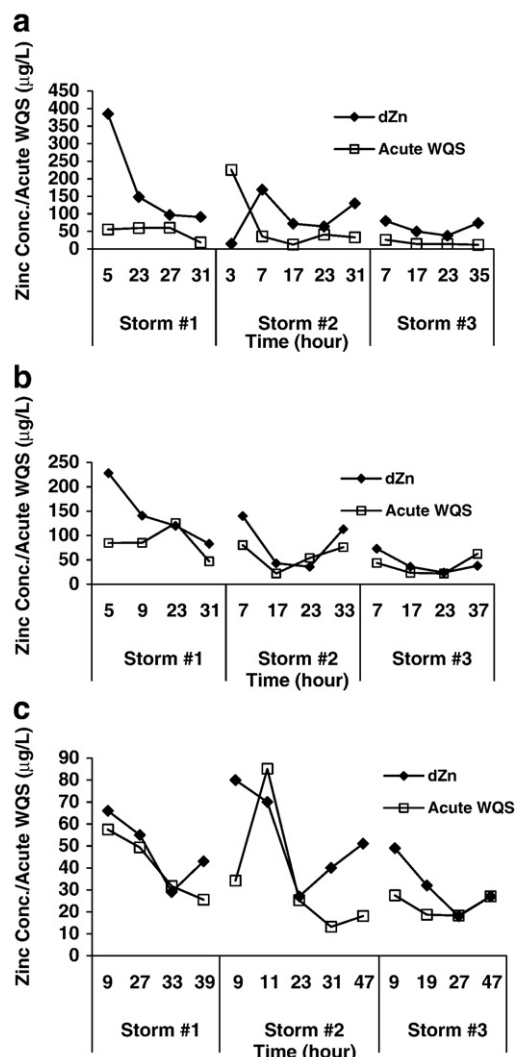 a
Zinc Conc./Acute WQS (µg/L)
450
400
350
300
250
200
150
100
50
0
dZn
Acute WQS
5 23 27 31 3 7 17 23 31 7 17 23 35
Storm #1 Storm #2 Storm #3
Time (hour)
b
Zinc Conc./Acute WQS (µg/L)
250
200
150
100
50
0
dZn
Acute WQS
5 9 23 31 7 17 23 33 7 17 23 37
Storm #1 Storm #2 Storm #3
Time (hour)
c
Zinc Conc./Acute WQS (µg/L)
90
80
70
60
50
40
30
20
10
0
dZn
Acute WQS
9 27 33 39 9 11 23 31 47 9 19 27 47
Storm #1 Storm #2 Storm #3
Time (hour)